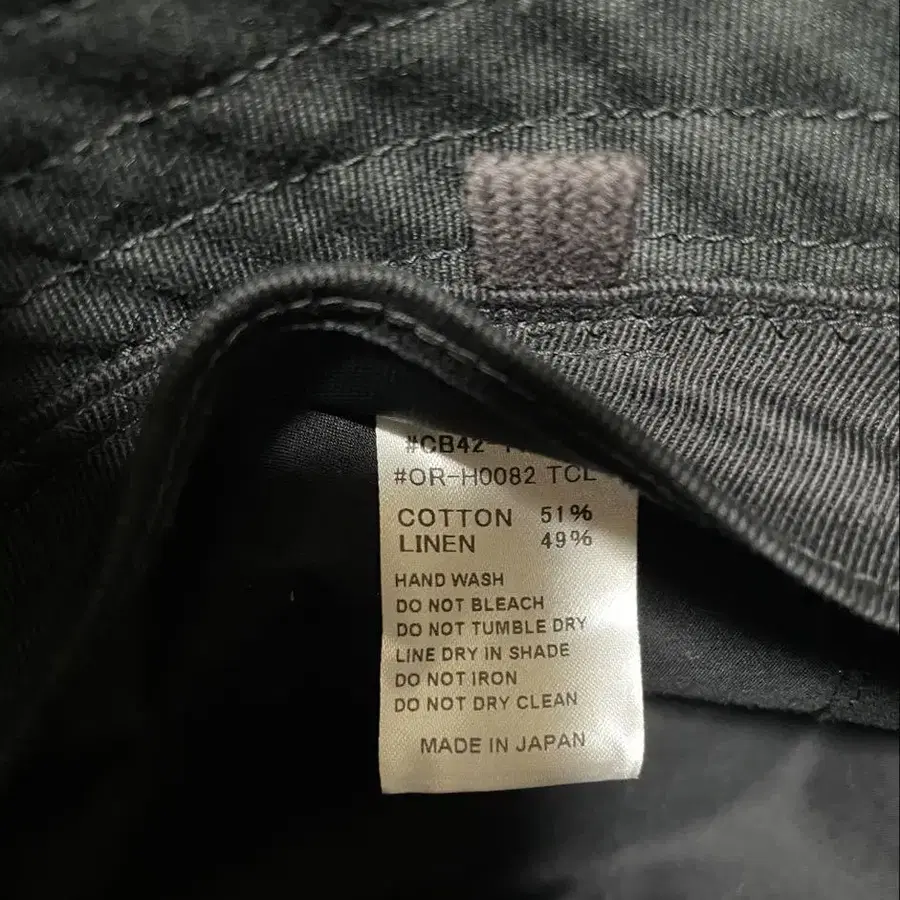 #CB42-
#OR-H0082 TCL
COTTON 51%
LINEN 49%
HAND WASH
DO NOT BLEACH
DO NOT TUMBLE DRY
LINE DRY IN SHADE
DO NOT IRON
DO NOT DRY CLEAN
MADE IN JAPAN